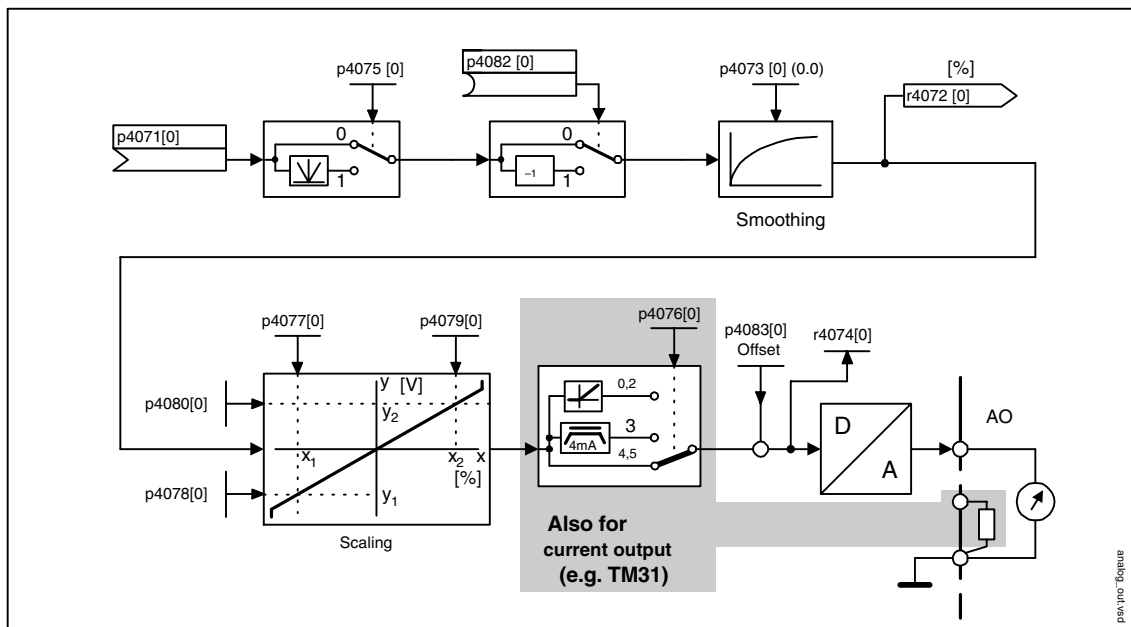 p4075 [0]
p4082 [0]
p4073 [0] (0.0)
[%]
r4072 [0]
p4071[0]
0
1
0
–1
1
Smoothing
p4077[0]
p4079[0]
p4076[0]
p4083[0]
Offset
r4074[0]
p4080[0]
y [V]
y2
x1
x2 x
[%]
y1
p4078[0]
Scaling
0,2
3
4mA
4,5
D
A
AO
Also for
current output
(e.g. TM31)
analog_out.vsd